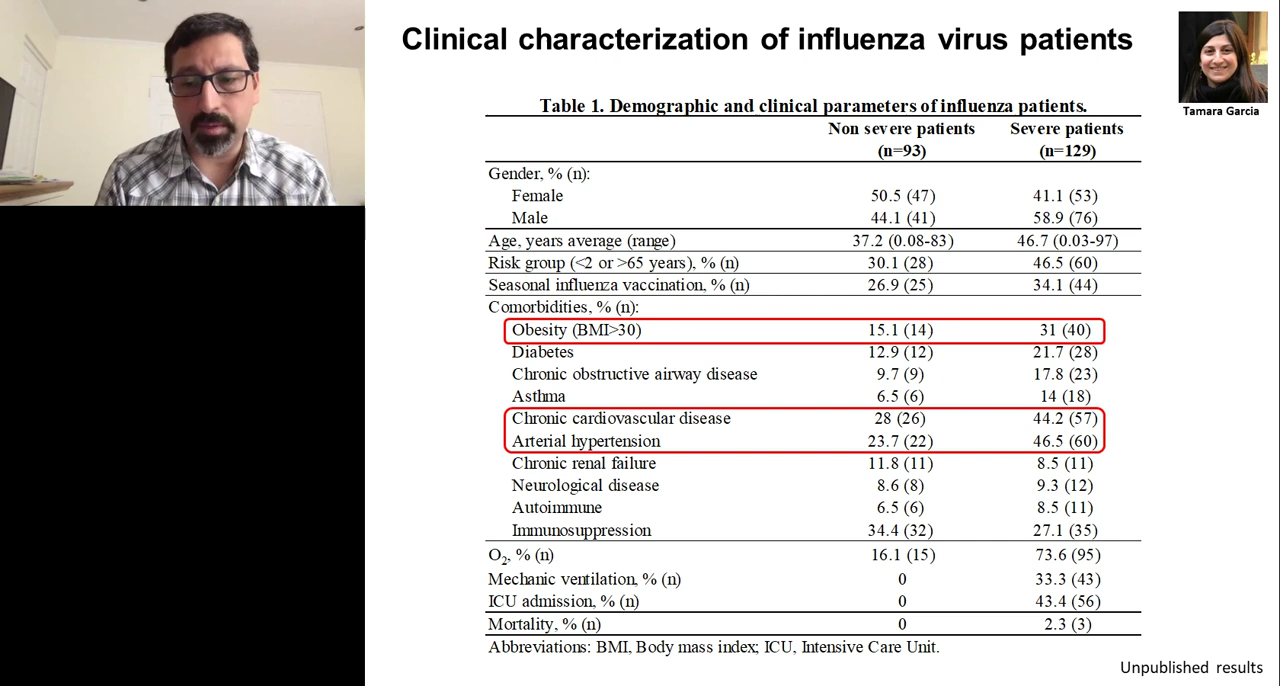 Clinical characterization of influenza virus patients
Tamara Garcia
Table 1. Demographic and clinical parameters of influenza patients.
Non severe patients Severe patients
(n=93) (n=129)
Gender, % (n):
Female 50.5 (47) 41.1 (53)
Male 44.1 (41) 58.9 (76)
Age, years average (range) 37.2 (0.08-83) 46.7 (0.03-97)
Risk group (<2 or >65 years), % (n) 30.1 (28) 46.5 (60)
Seasonal influenza vaccination, % (n) 26.9 (25) 34.1 (44)
Comorbidities, % (n):
Obesity (BMI>30) 15.1 (14) 31 (40)
Diabetes 12.9 (12) 21.7 (28)
Chronic obstructive airway disease 9.7 (9) 17.8 (23)
Asthma 6.5 (6) 14 (18)
Chronic cardiovascular disease 28 (26) 44.2 (57)
Arterial hypertension 23.7 (22) 46.5 (60)
Chronic renal failure 11.8 (11) 8.5 (11)
Neurological disease 8.6 (8) 9.3 (12)
Autoimmune 6.5 (6) 8.5 (11)
Immunosuppression 34.4 (32) 27.1 (35)
O₂, % (n) 16.1 (15) 73.6 (95)
Mechanic ventilation, % (n) 0 33.3 (43)
ICU admission, % (n) 0 43.4 (56)
Mortality, % (n) 0 2.3 (3)
Abbreviations: BMI, Body mass index; ICU, Intensive Care Unit.
Unpublished results